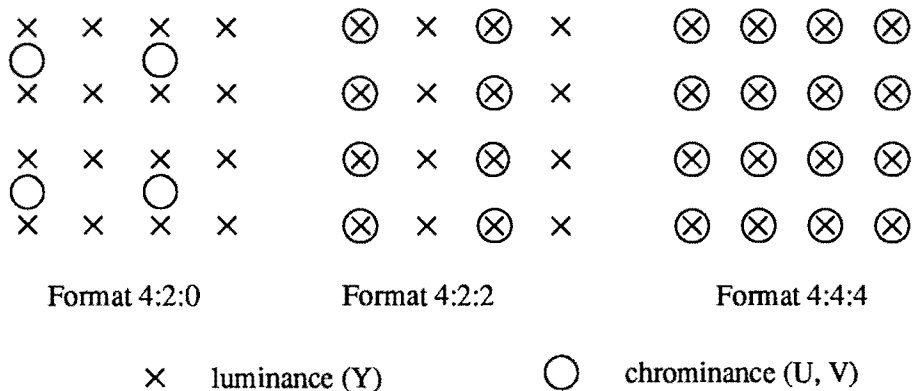 Format 4:2:0
Format 4:2:2
Format 4:4:4
luminance (Y)
chrominance (U, V)